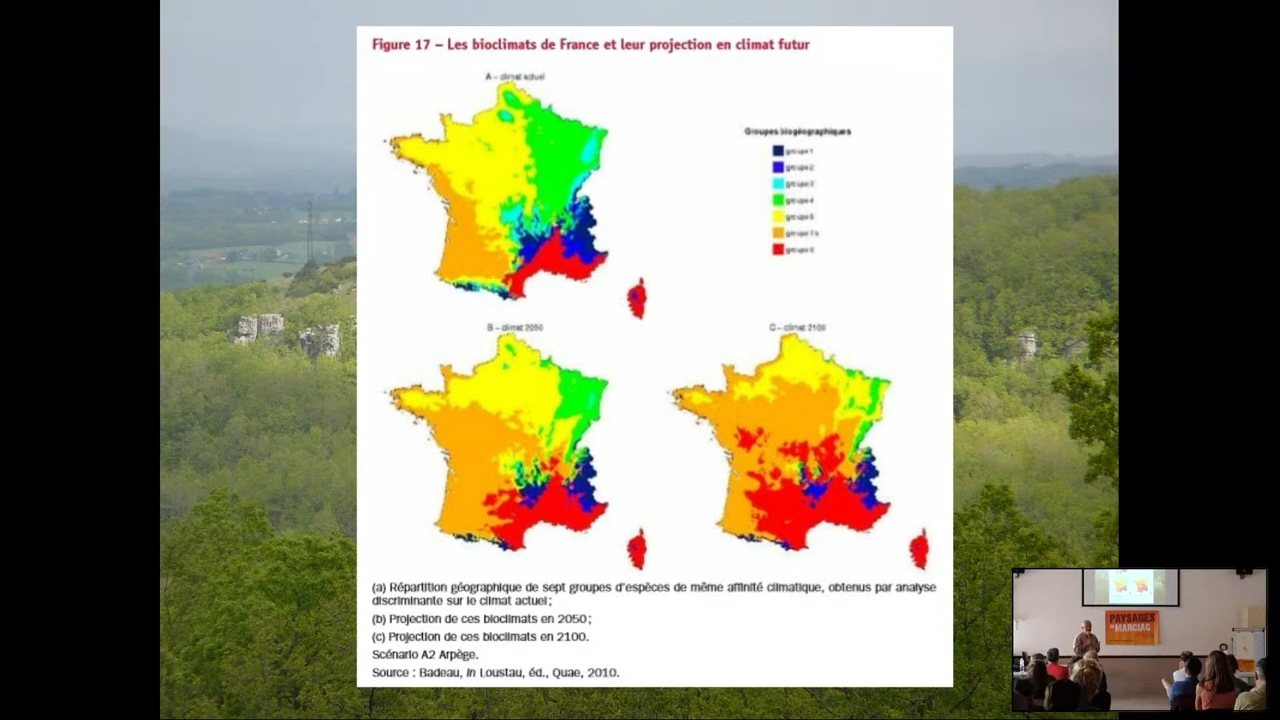 Figure 17 – Les bioclimats de France et leur projection en climat futur
A – climat actuel
Groupes biogéographiques
groupe 1
groupe 2
groupe 3
groupe 4
groupe
groupe
groupe
B – climat 2050
C – climat 2100
(a) Répartition géographique de sept groupes d'espèces de même affinité climatique, obtenus par analyse
discriminante sur le climat actuel;
(b) Projection de ces bioclimats en 2050;
(c) Projection de ces bioclimats en 2100.
Scénario A2 Arpège.
Source : Badeau, in Loustau, éd., Quae, 2010.
PAYSAGES
MARCIAC